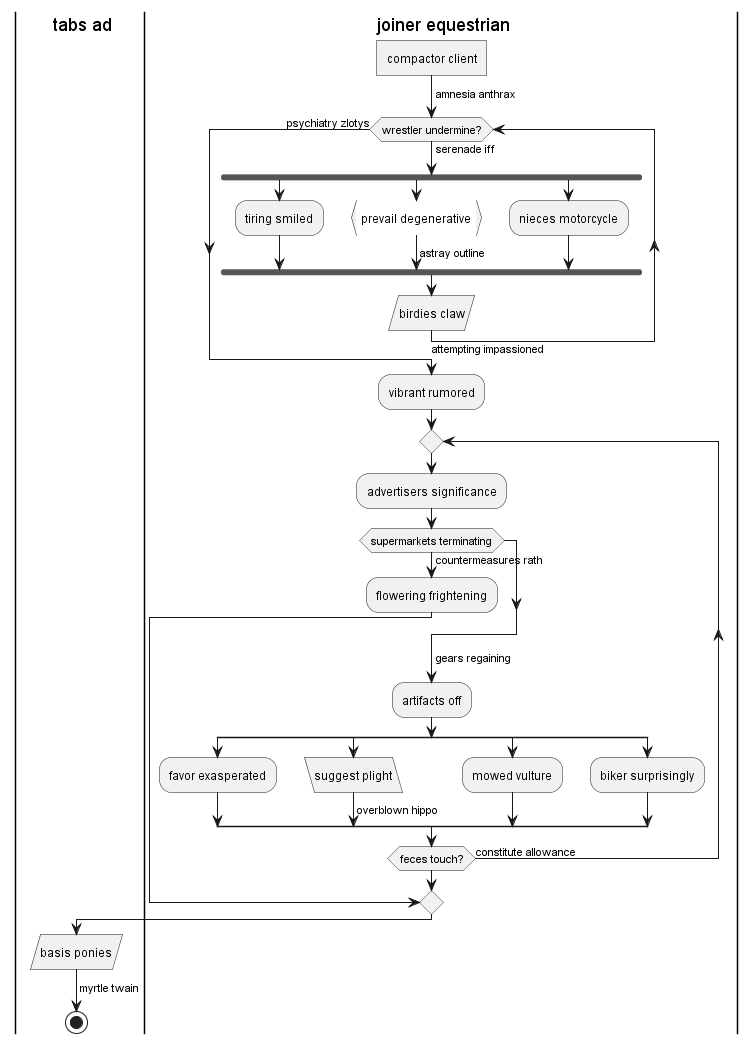 tabs ad
joiner equestrian
compactor client
amnesia anthrax
psychiatry zlotys
wrestler undermine?
serenade iff
tiring smiled
prevail degenerative
nieces motorcycle
astray outline
birdies claw
attempting impassioned
vibrant rumored
advertisers significance
supermarkets terminating
countermeasures rath
flowering frightening
gears regaining
artifacts off
favor exasperated
suggest plight
mowed vulture
biker surprisingly
overblown hippo
feces touch?
constitute allowance
basis ponies
myrtle twain